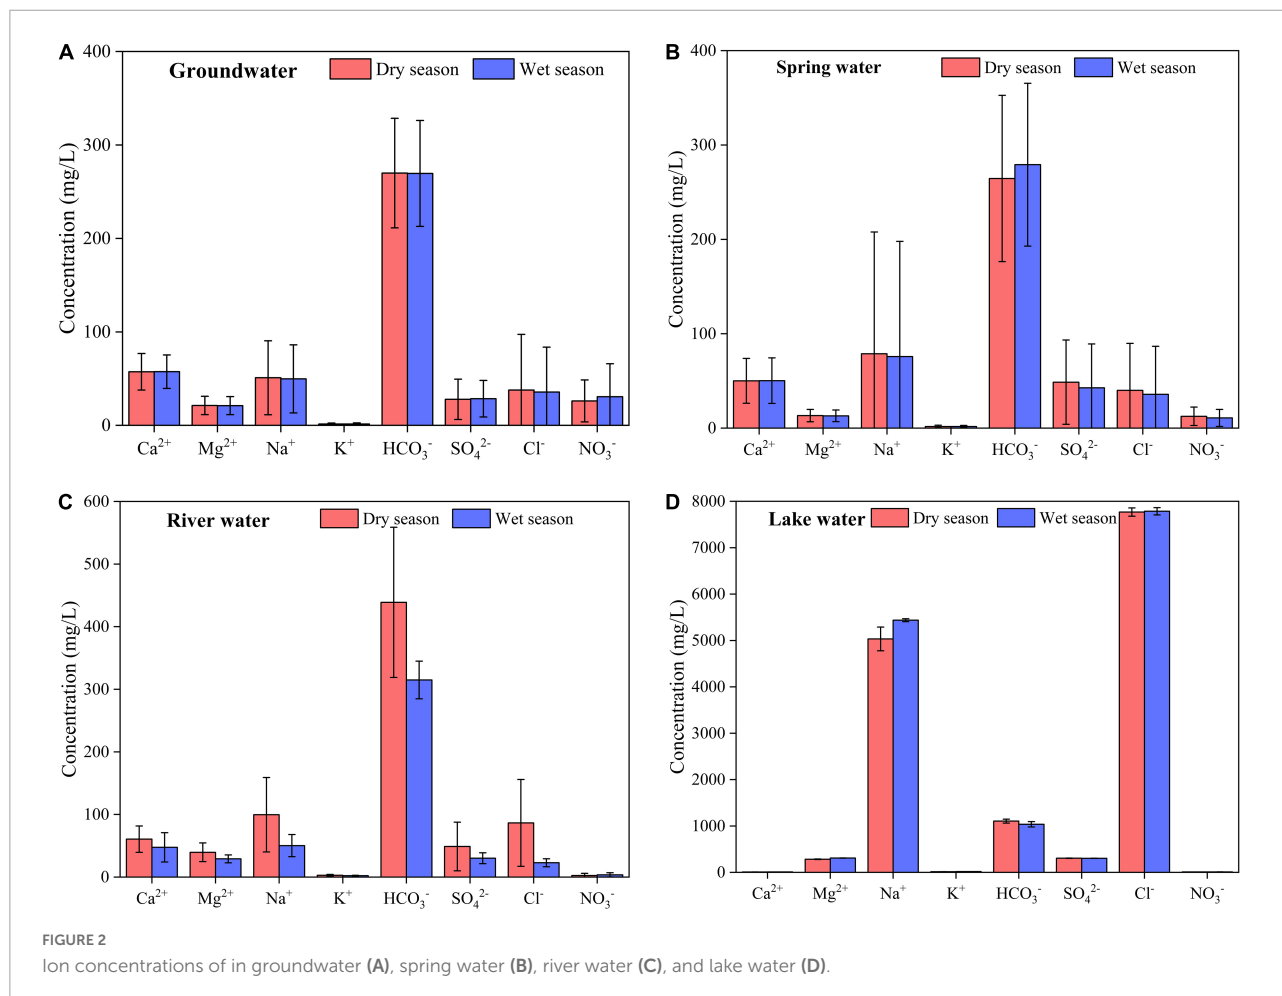 A
Groundwater
Dry season
Wet season
Concentration (mg/L)
400
300
200
100
0
Ca²⁺ Mg²⁺ Na⁺ K⁺ HCO₃⁻ SO₄²⁻ Cl⁻ NO₃⁻
B
Spring water
Dry season
Wet season
Concentration (mg/L)
400
300
200
100
0
Ca²⁺ Mg²⁺ Na⁺ K⁺ HCO₃⁻ SO₄²⁻ Cl⁻ NO₃⁻
C
River water
Dry season
Wet season
Concentration (mg/L)
600
500
400
300
200
100
0
Ca²⁺ Mg²⁺ Na⁺ K⁺ HCO₃⁻ SO₄²⁻ Cl⁻ NO₃⁻
D
Lake water
Dry season
Wet season
Concentration (mg/L)
8000
7000
6000
5000
4000
3000
2000
1000
0
Ca²⁺ Mg²⁺ Na⁺ K⁺ HCO₃⁻ SO₄²⁻ Cl⁻ NO₃⁻
FIGURE 2
Ion concentrations of in groundwater (A), spring water (B), river water (C), and lake water (D).